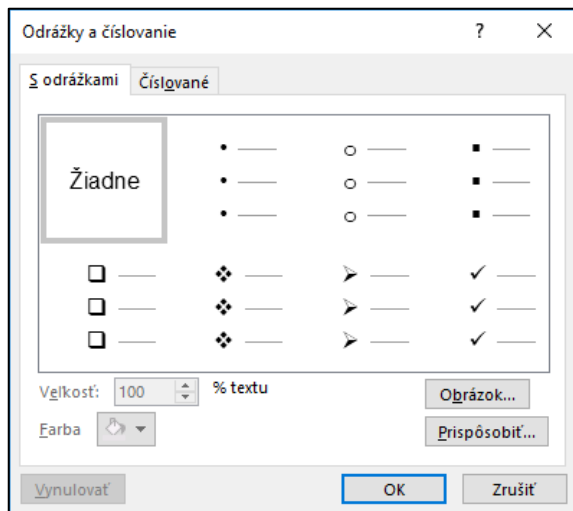 Odrážky a číslovanie
S odrážkami Číslované
Žiadne
Veľkosť: 100 % textu
Obrázok...
Farba
Prispôsobiť...
Vynulovať OK Zrušiť